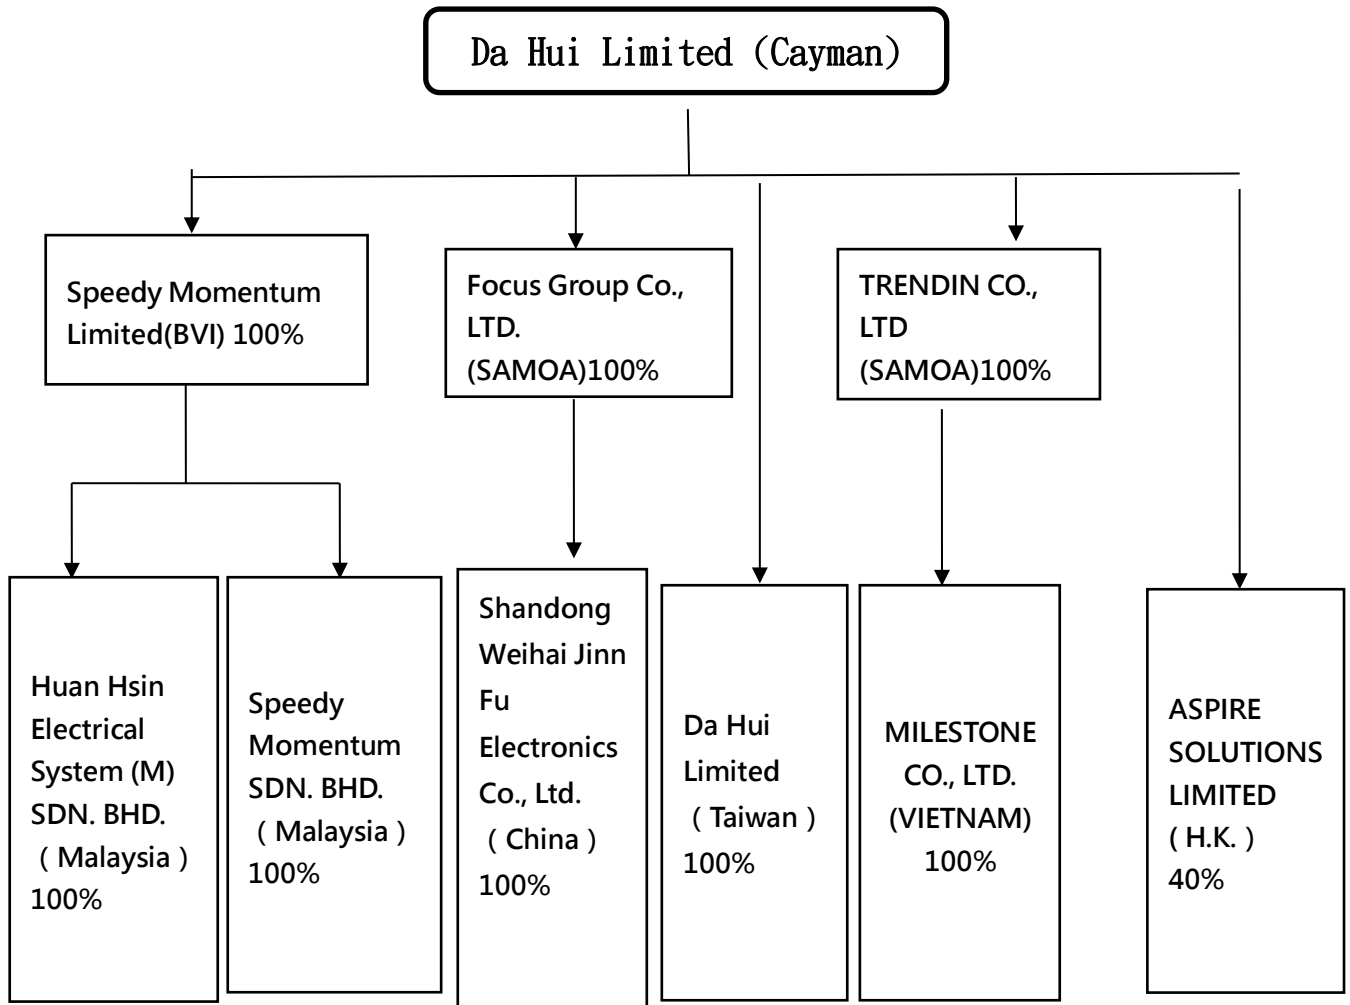 Da Hui Limited (Cayman)
Speedy Momentum
Limited(BVI) 100%
Focus Group Co.,
LTD.
(SAMOA)100%
TRENDIN CO.,
LTD
(SAMOA)100%
Huan Hsin
Electrical
System (M)
SDN. BHD.
（Malaysia）
100%
Speedy
Momentum
SDN. BHD.
（Malaysia）
100%
Shandong
Weihai Jinn
Fu
Electronics
Co., Ltd.
（China）
100%
Da Hui
Limited
（Taiwan）
100%
MILESTONE
CO., LTD.
(VIETNAM)
100%
ASPIRE
SOLUTIONS
LIMITED
（H.K.）
40%